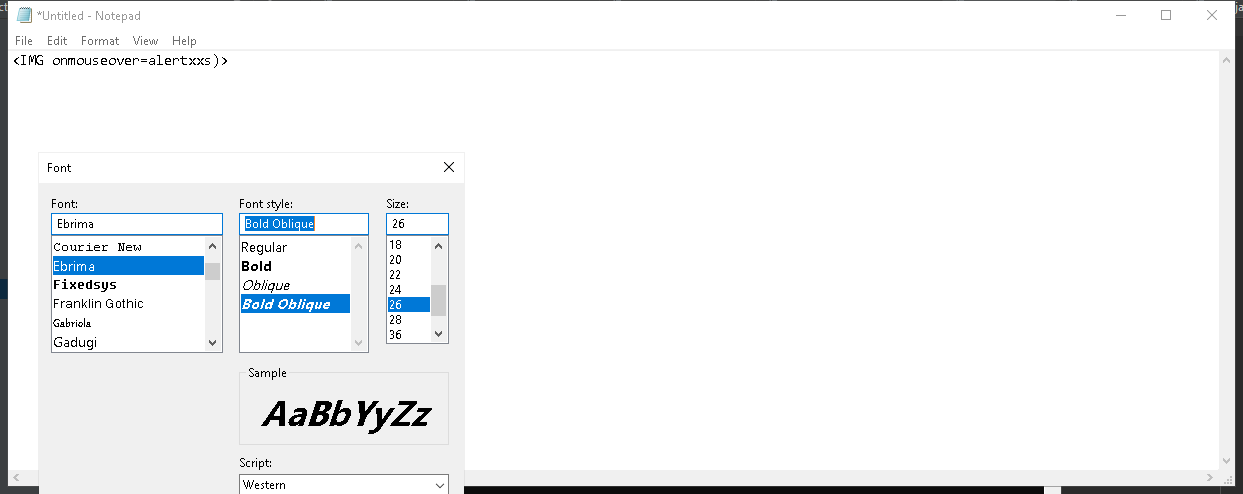 *Untitled - Notepad
File Edit Format View Help
<IMG onmouseover=alertxxs)>
Font
Font: Font style: Size:
Ebrima Bold Oblique 26
Courier New Regular 18
Ebrima Bold 20
Fixedsys Oblique 22
Franklin Gothic Bold Oblique 24
Gabriola 26
Gadugi 28
36
Sample
AaBbYyZz
Script:
Western